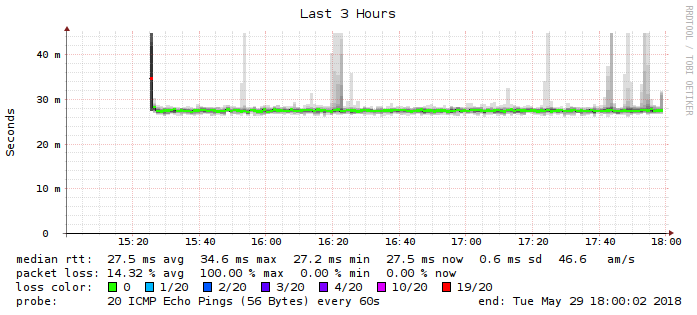 Last 3 Hours
RRDTOOL / TOBI OETIKER
Seconds
40 m
30 m
20 m
10 m
0
15:20 15:40 16:00 16:20 16:40 17:00 17:20 17:40 18:00
median rtt: 27.5 ms avg 34.6 ms max 27.2 ms min 27.5 ms now 0.6 ms sd 46.6 am/s
packet loss: 14.32 % avg 100.00 % max 0.00 % min 0.00 % now
loss color: 0 1/20 2/20 3/20 4/20 10/20 19/20
probe: 20 ICMP Echo Pings (56 Bytes) every 60s end: Tue May 29 18:00:02 2018